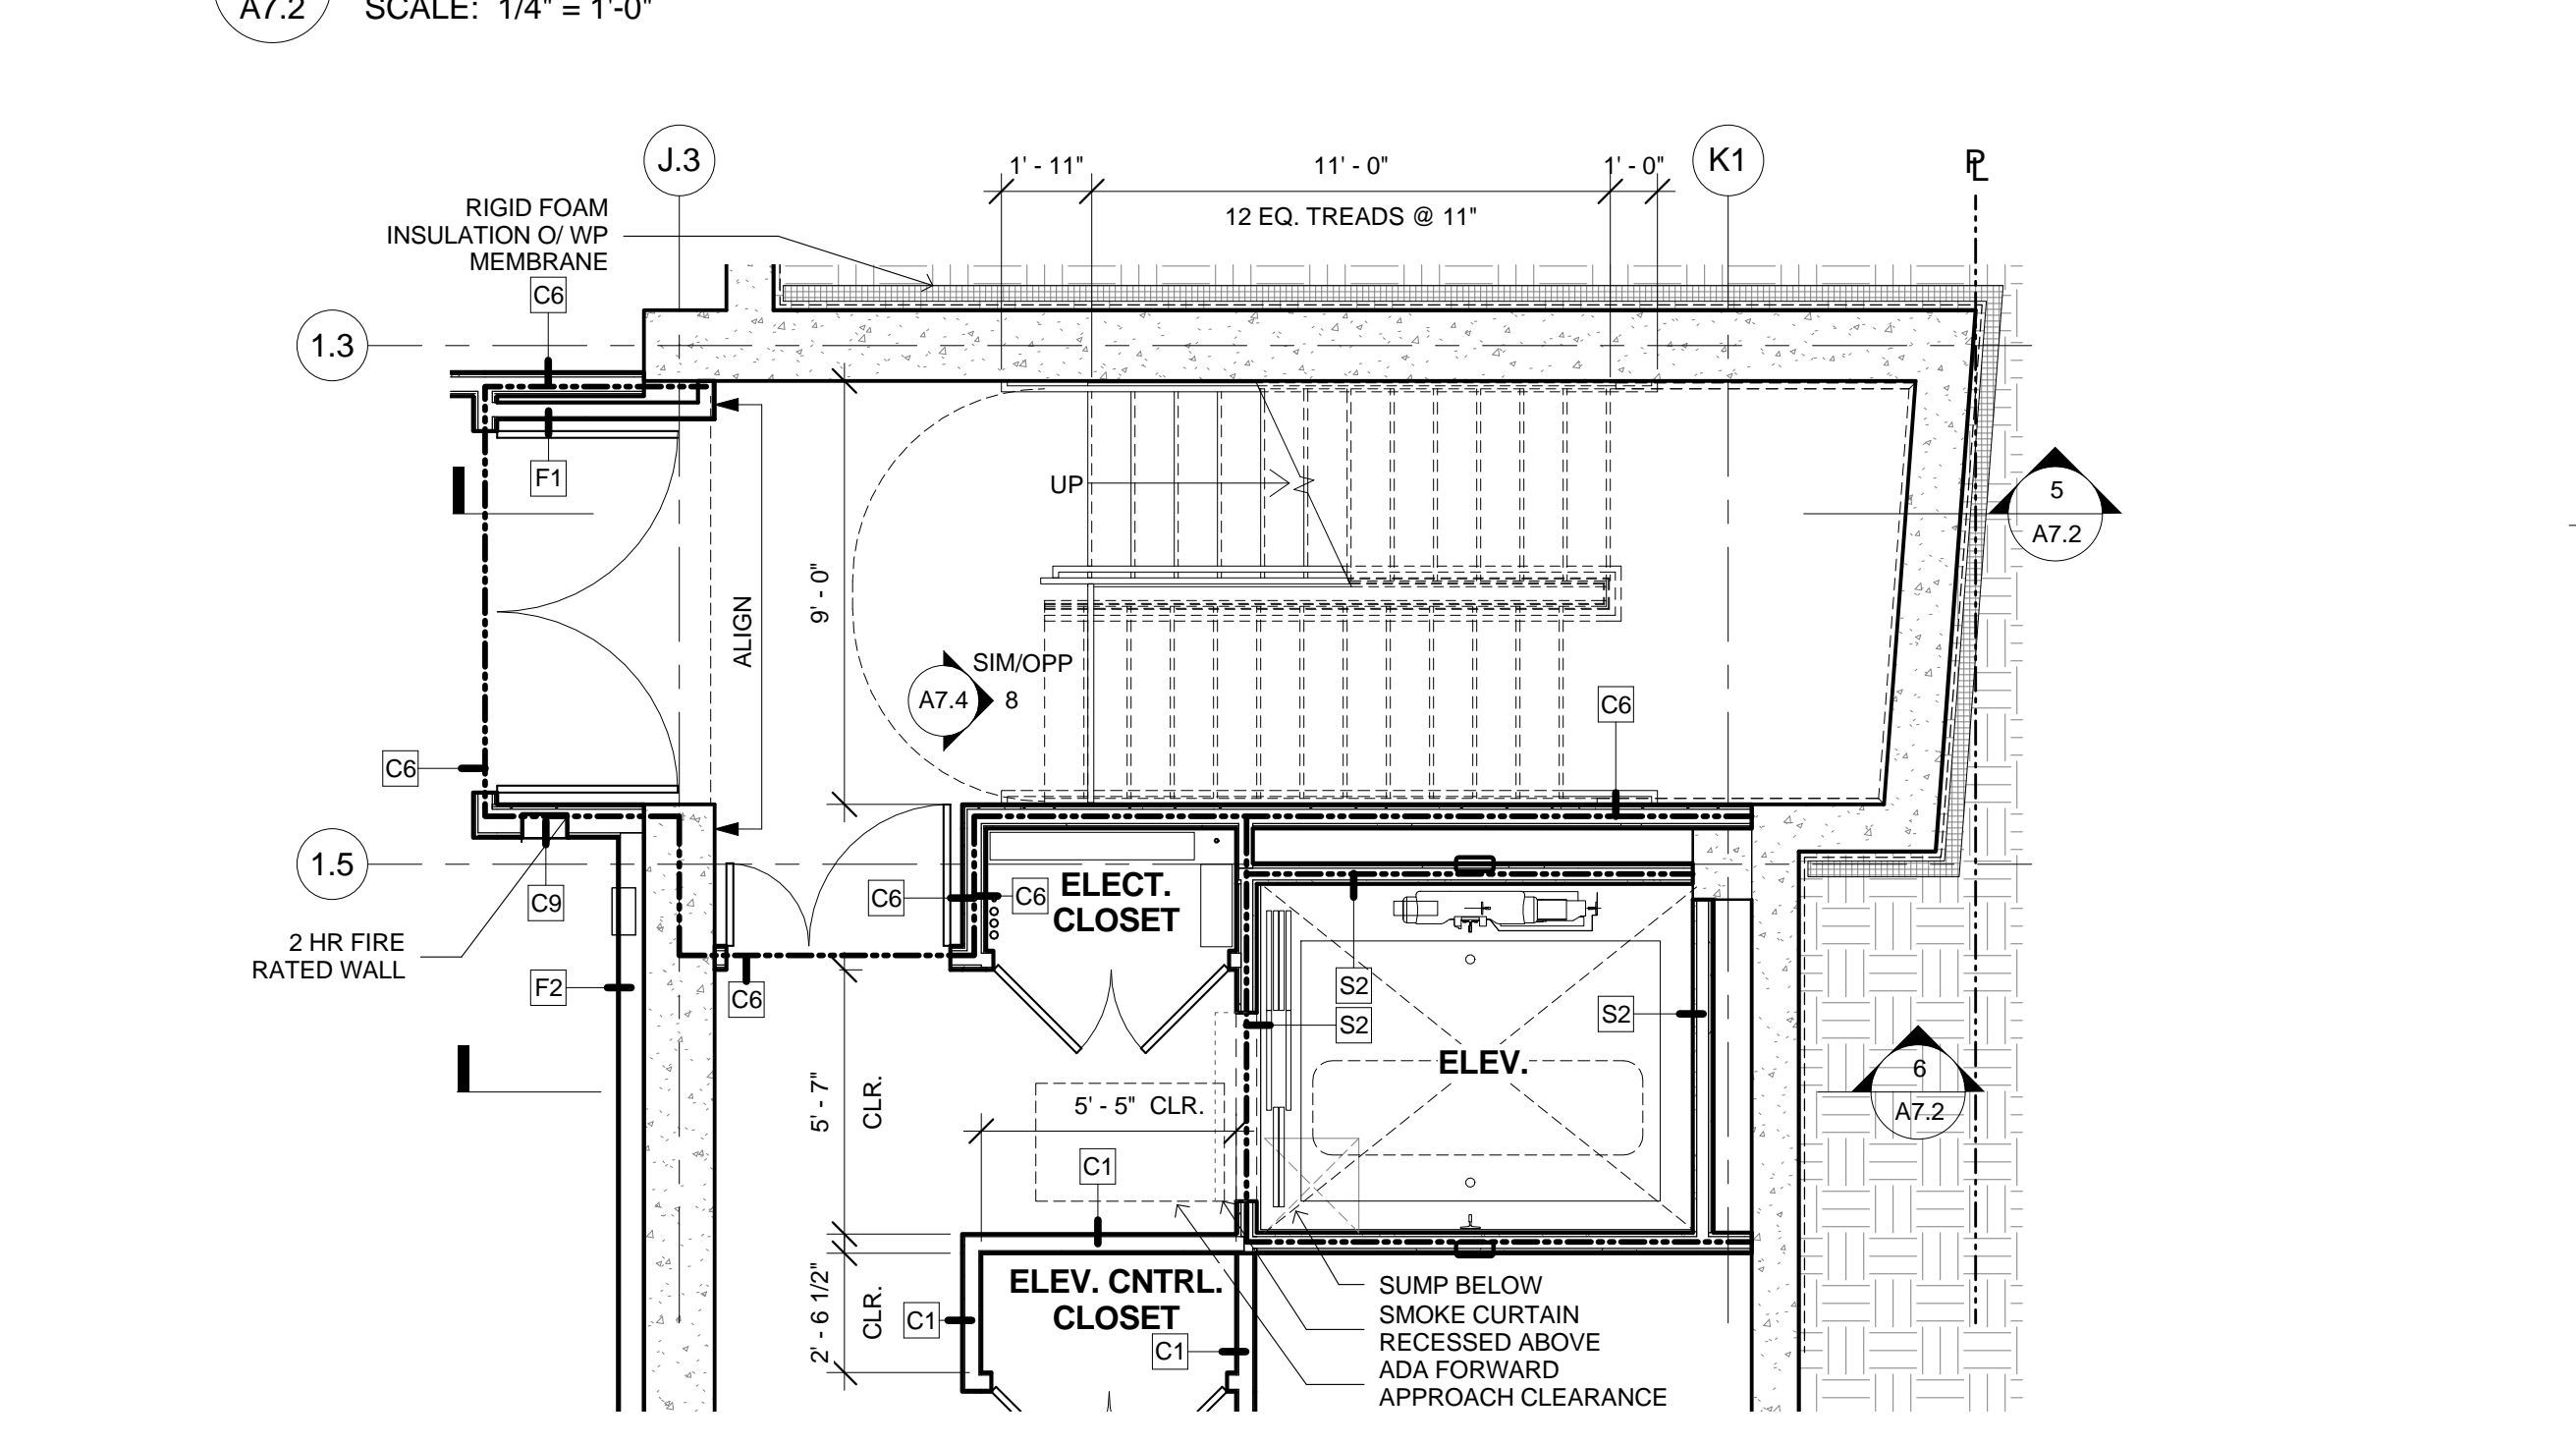 A7.2
SCALE: 1/4" = 1'-0"
J.3
1' - 11"
11' - 0"
1' - 0"
K1
PL
12 EQ. TREADS @ 11"
RIGID FOAM
INSULATION O/ WP
MEMBRANE
C6
1.3
F1
UP
5
A7.2
9' - 0"
ALIGN
SIM/OPP
A7.4
8
C6
C6
1.5
C9
C6
C6
ELECT.
CLOSET
2 HR FIRE
RATED WALL
F2
C6
S2
S2
S2
ELEV.
6
A7.2
5' - 7"
CLR.
5' - 5" CLR.
C1
ELEV. CNTRL.
CLOSET
2' - 6 1/2"
CLR.
C1
C1
SUMP BELOW
SMOKE CURTAIN
RECESSED ABOVE
ADA FORWARD
APPROACH CLEARANCE